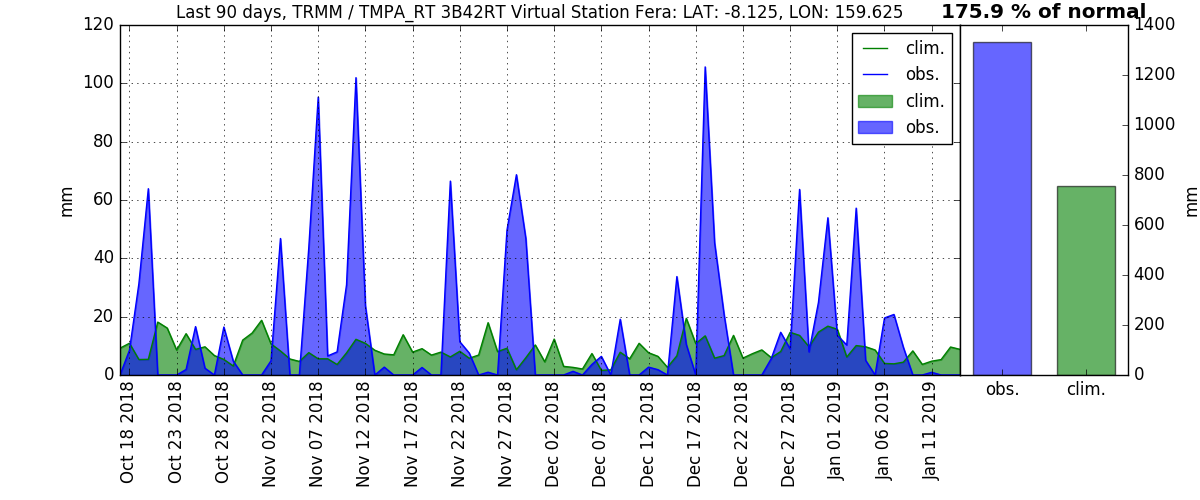 Last 90 days, TRMM / TMPA_RT 3B42RT Virtual Station Fera: LAT: -8.125, LON: 159.625
175.9 % of normal
mm
120
100
80
60
40
20
0
clim.
obs.
clim.
obs.
Oct 18 2018
Oct 23 2018
Oct 28 2018
Nov 02 2018
Nov 07 2018
Nov 12 2018
Nov 17 2018
Nov 22 2018
Nov 27 2018
Dec 02 2018
Dec 07 2018
Dec 12 2018
Dec 17 2018
Dec 22 2018
Dec 27 2018
Jan 01 2019
Jan 06 2019
Jan 11 2019
1400
1200
1000
800
600
400
200
0
mm
obs.
clim.